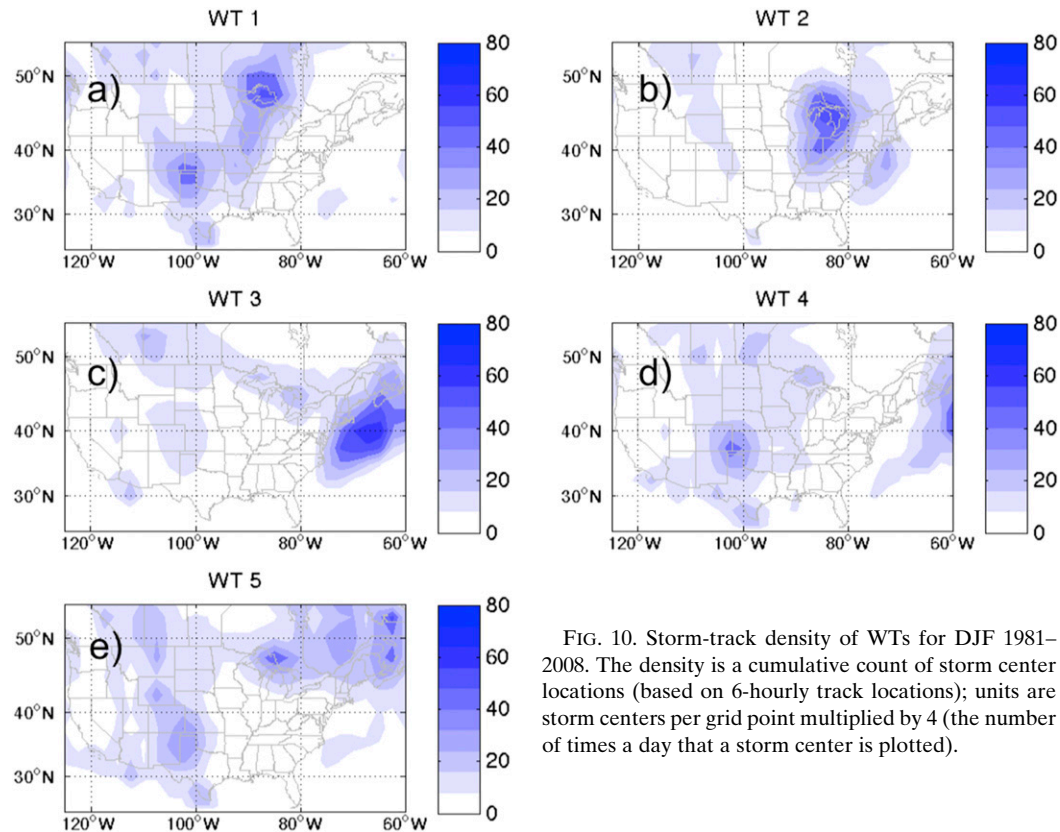 WT 1
WT 2
a)
50°N
40°N
30°N
120°W 100°W 80°W 60°W
80
60
40
20
0
b)
50°N
40°N
30°N
120°W 100°W 80°W 60°W
80
60
40
20
0
WT 3
WT 4
c)
50°N
40°N
30°N
120°W 100°W 80°W 60°W
80
60
40
20
0
d)
50°N
40°N
30°N
120°W 100°W 80°W 60°W
80
60
40
20
0
WT 5
e)
50°N
40°N
30°N
120°W 100°W 80°W 60°W
80
60
40
20
0
FIG. 10. Storm-track density of WTs for DJF 1981–
2008. The density is a cumulative count of storm center
locations (based on 6-hourly track locations); units are
storm centers per grid point multiplied by 4 (the number
of times a day that a storm center is plotted).